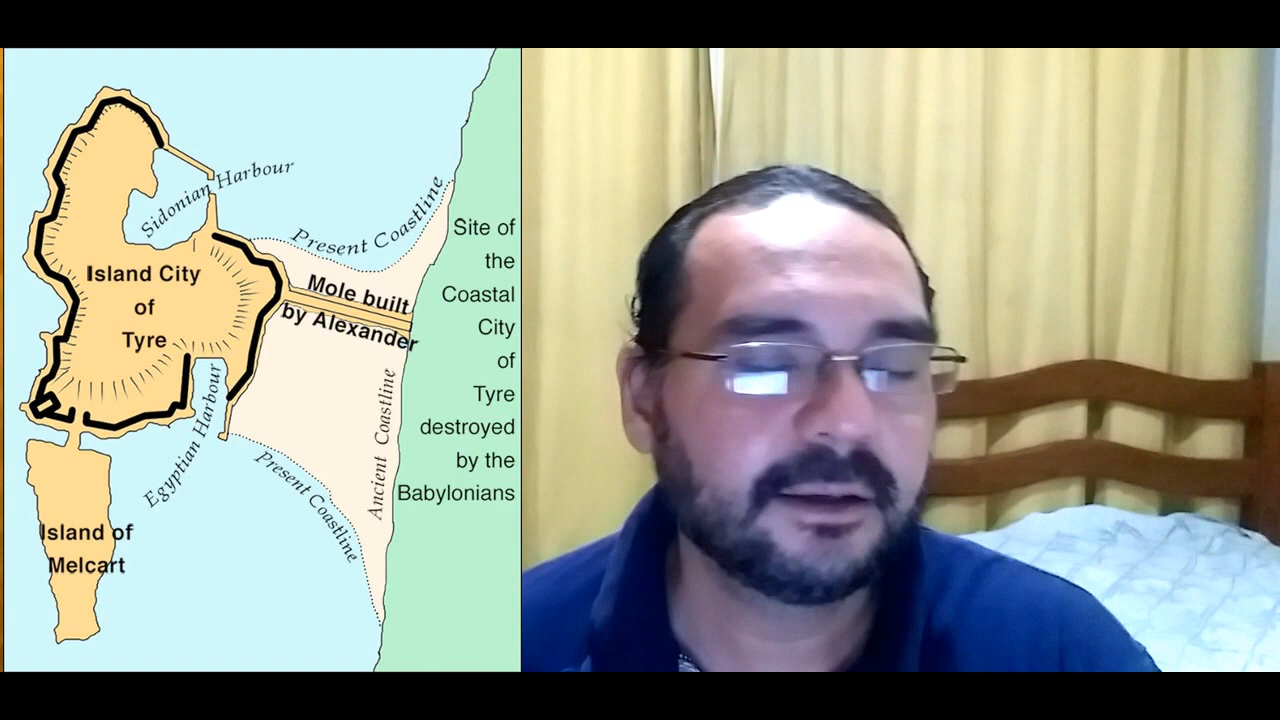 Sidonian Harbour
Present Coastline
Island City
of
Tyre
Mole built
by Alexander
Site of
the
Coastal
City
of
Tyre
destroyed
by the
Babylonians
Ancient Coastline
Egyptian Harbour
Present Coastline
Island of
Melcart